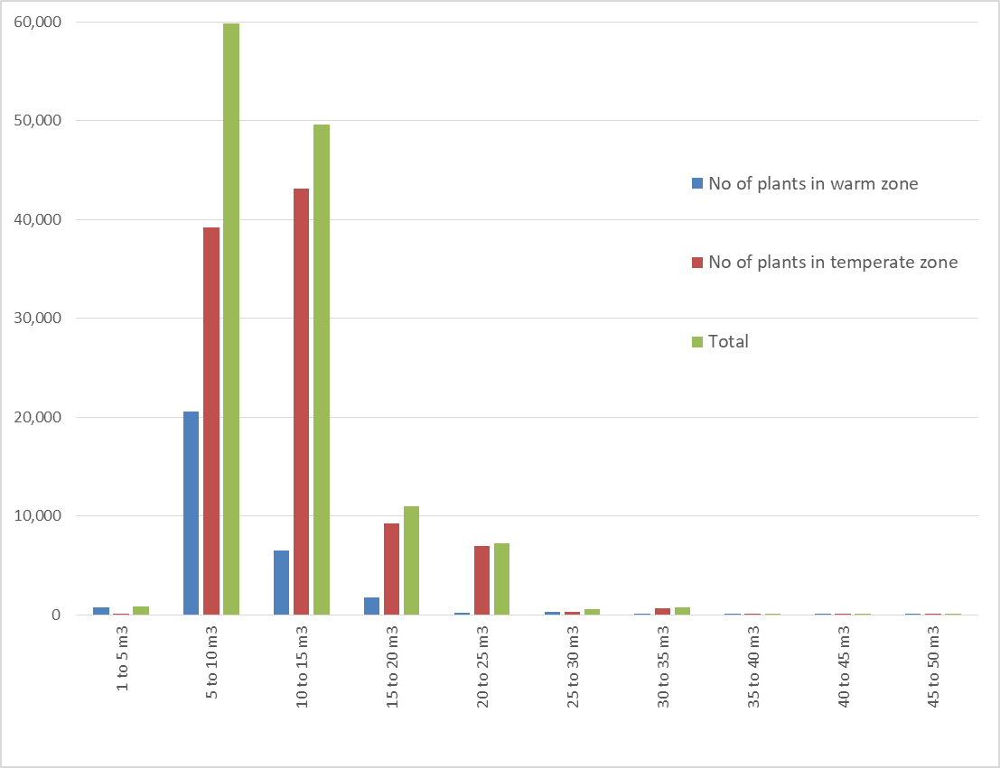 60,000
50,000
40,000
30,000
20,000
10,000
0
No of plants in warm zone
No of plants in temperate zone
Total
1 to 5 m3
5 to 10 m3
10 to 15 m3
15 to 20 m3
20 to 25 m3
25 to 30 m3
30 to 35 m3
35 to 40 m3
40 to 45 m3
45 to 50 m3